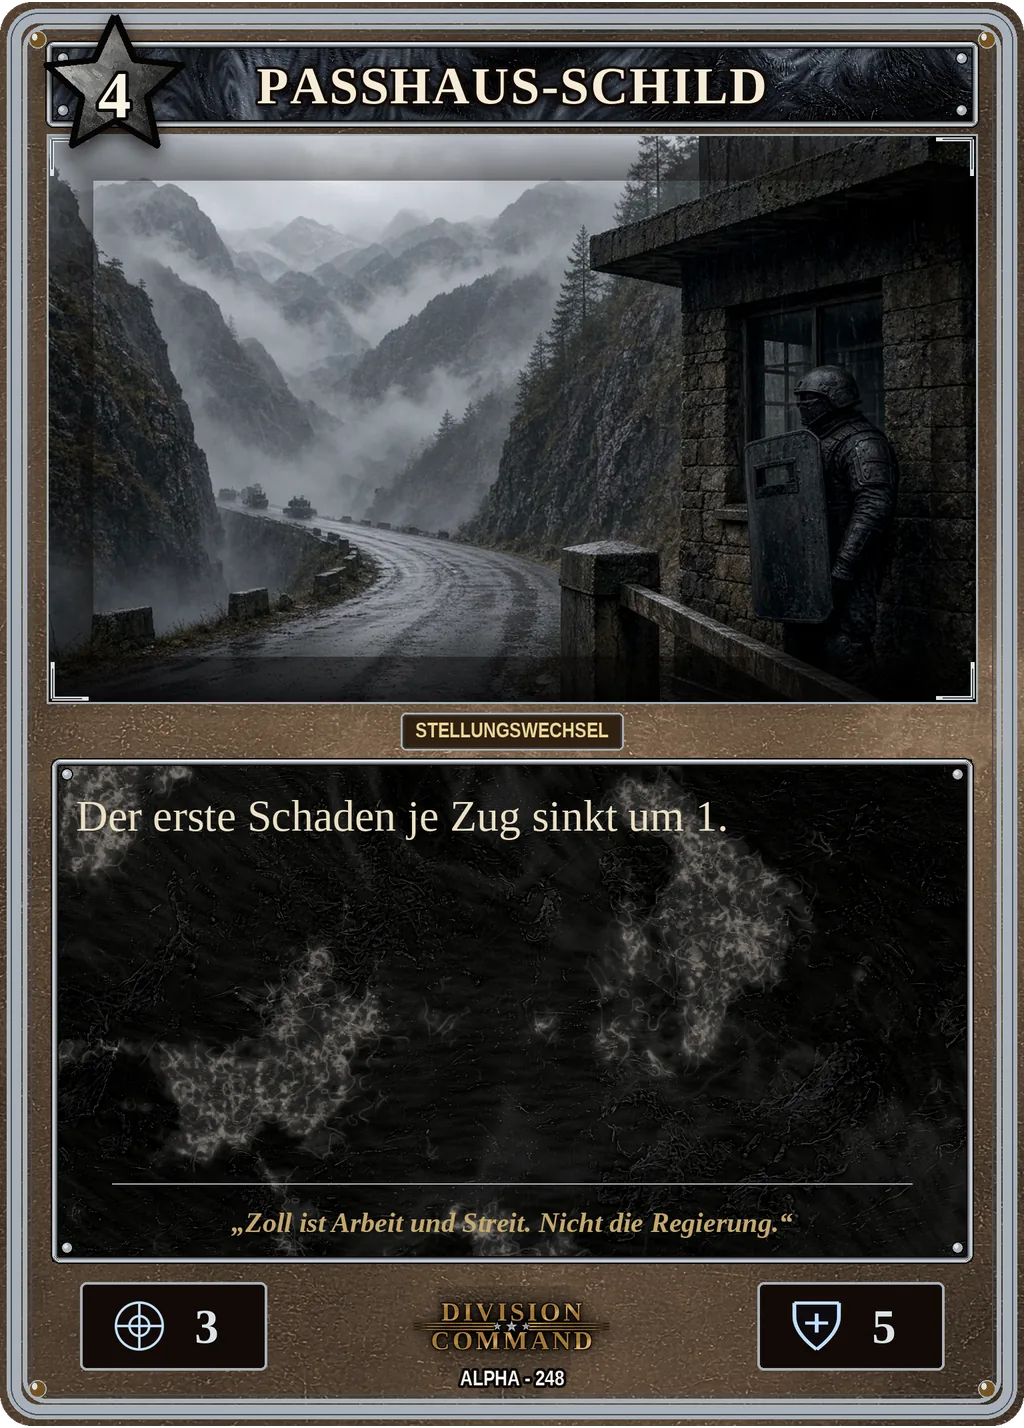 4
PASSHAUS-SCHILD
STELLUNGSWECHSEL
Der erste Schaden je Zug sinkt um 1.
„Zoll ist Arbeit und Streit. Nicht die Regierung.“
3
DIVISION
COMMAND
5
ALPHA - 248